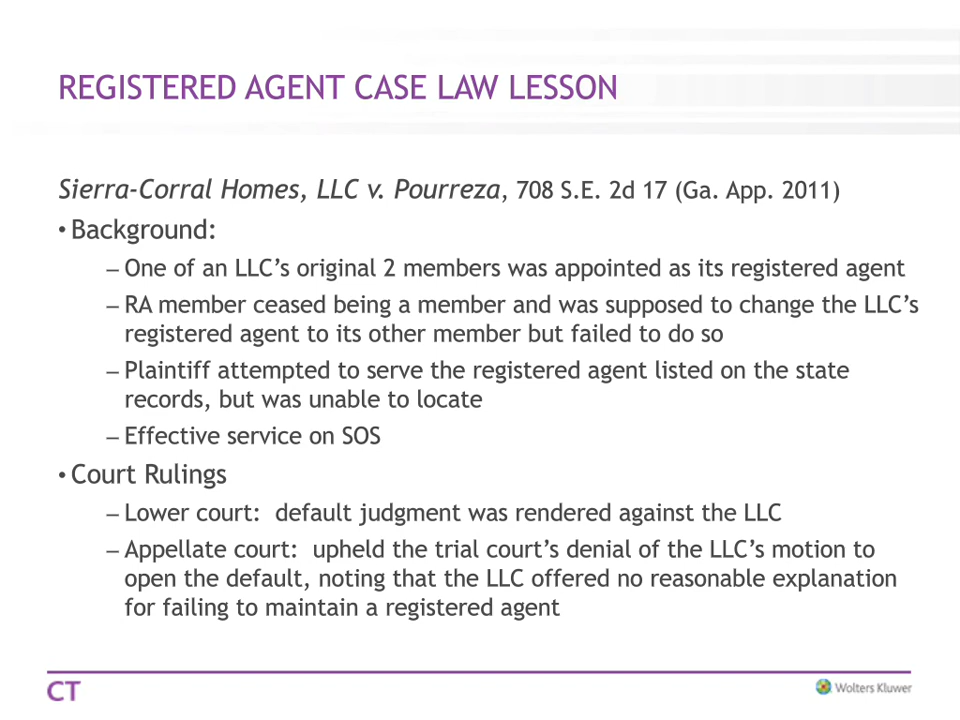 REGISTERED AGENT CASE LAW LESSON
Sierra-Corral Homes, LLC v. Pourreza, 708 S.E. 2d 17 (Ga. App. 2011)
• Background:
– One of an LLC’s original 2 members was appointed as its registered agent
– RA member ceased being a member and was supposed to change the LLC’s
registered agent to its other member but failed to do so
– Plaintiff attempted to serve the registered agent listed on the state
records, but was unable to locate
– Effective service on SOS
• Court Rulings
– Lower court:  default judgment was rendered against the LLC
– Appellate court:  upheld the trial court’s denial of the LLC’s motion to
open the default, noting that the LLC offered no reasonable explanation
for failing to maintain a registered agent
CT
Wolters Kluwer